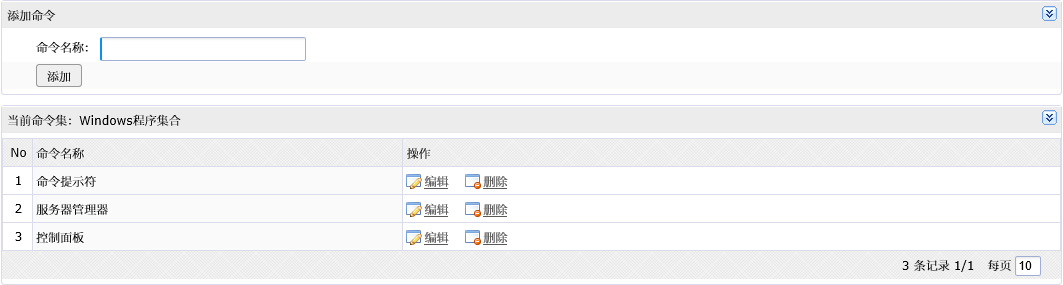 添加命令
命令名称:
添加
当前命令集: Windows程序集合
No 命令名称 操作
1 命令提示符 编辑 删除
2 服务器管理器 编辑 删除
3 控制面板 编辑 删除
3 条记录 1/1 每页 10